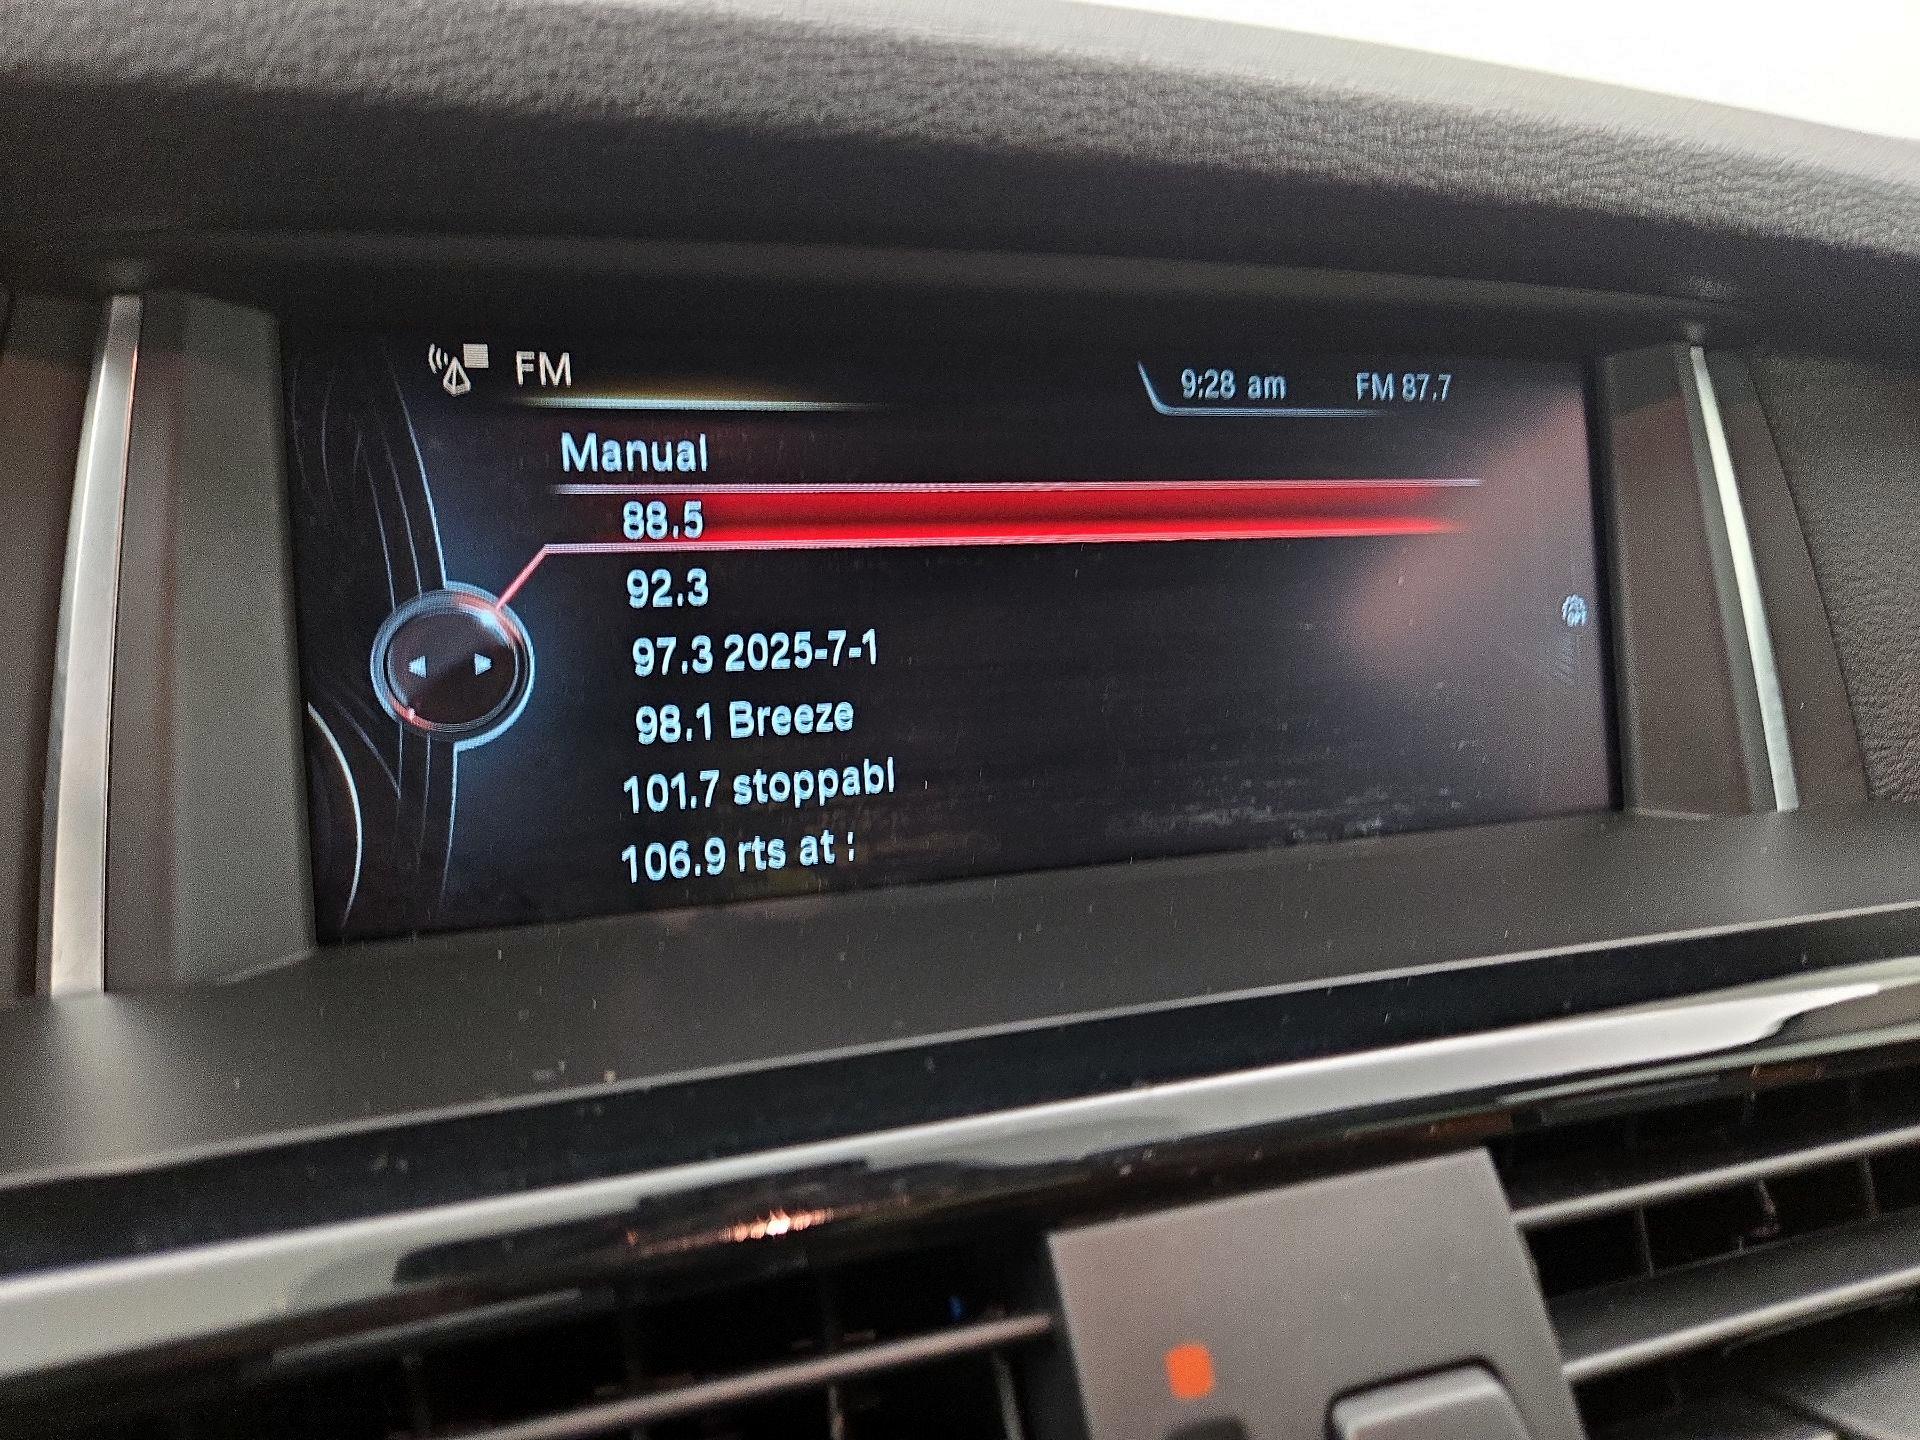 FM
9:28 am FM 87.7
Manual
88.5
92.3
97.3 2025-7-1
98.1 Breeze
101.7 stoppabl
106.9 rts at :